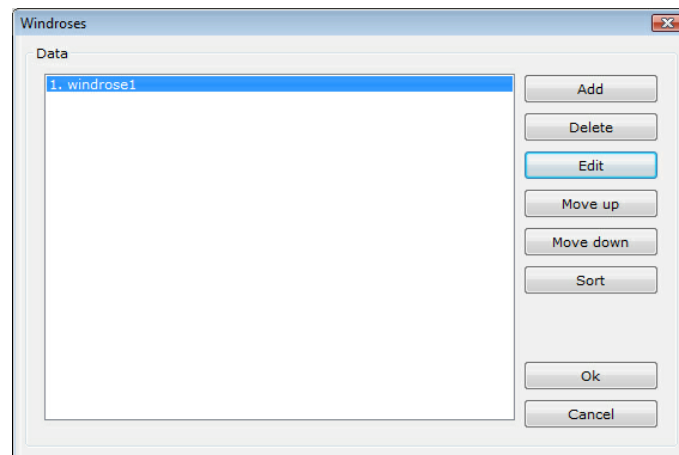 Windroses
Data
1. windrose1
Add
Delete
Edit
Move up
Move down
Sort
Ok
Cancel